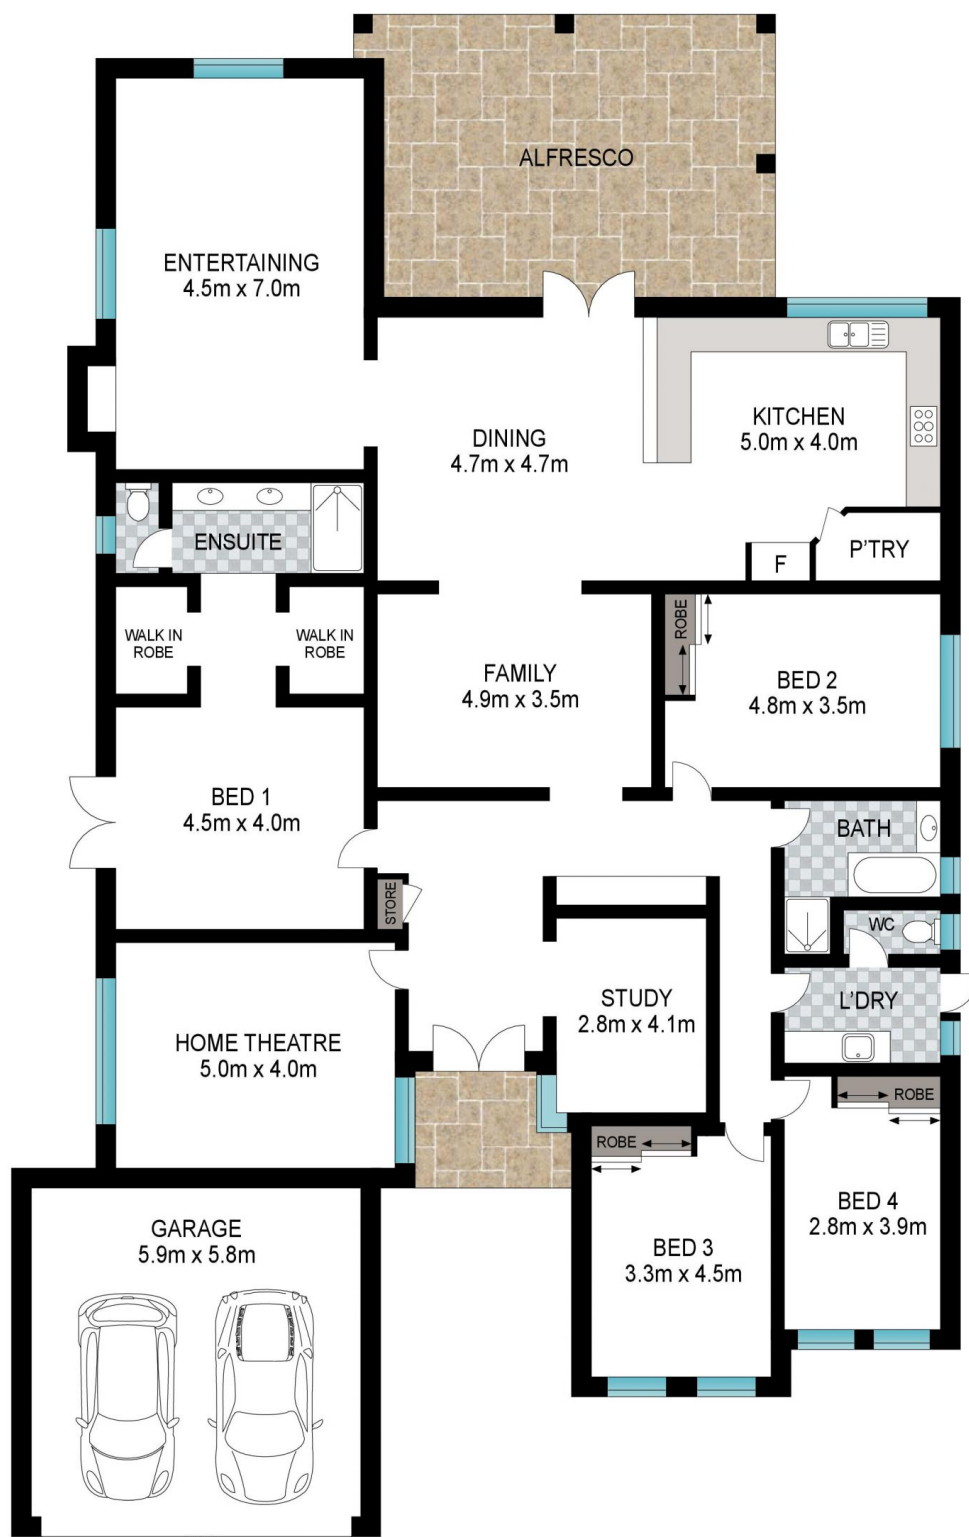 ALFRESCO
ENTERTAINING
4.5m x 7.0m
DINING
4.7m x 4.7m
KITCHEN
5.0m x 4.0m
ENSUITE
F
P'TRY
WALK IN
ROBE
WALK IN
ROBE
FAMILY
4.9m x 3.5m
ROBE
BED 2
4.8m x 3.5m
BED 1
4.5m x 4.0m
BATH
STORE
WC
STUDY
2.8m x 4.1m
L'DRY
HOME THEATRE
5.0m x 4.0m
ROBE
ROBE
GARAGE
5.9m x 5.8m
BED 3
3.3m x 4.5m
BED 4
2.8m x 3.9m